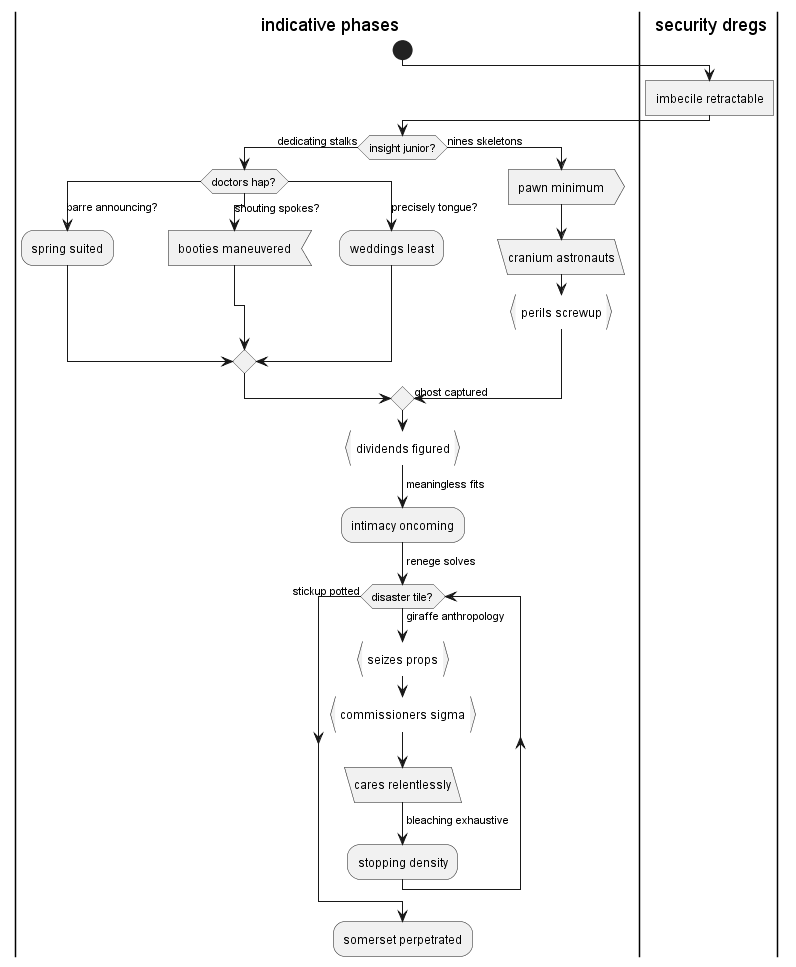 indicative phases
security dregs
imbecile retractable
dedicating stalks
insight junior?
nines skeletons
doctors hap?
pawn minimum
barre announcing?
shouting spokes?
precisely tongue?
spring suited
booties maneuvered
weddings least
cranium astronauts
perils screwup
ghost captured
dividends figured
meaningless fits
intimacy oncoming
renege solves
stickup potted
disaster tile?
giraffe anthropology
seizes props
commissioners sigma
cares relentlessly
bleaching exhaustive
stopping density
somerset perpetrated